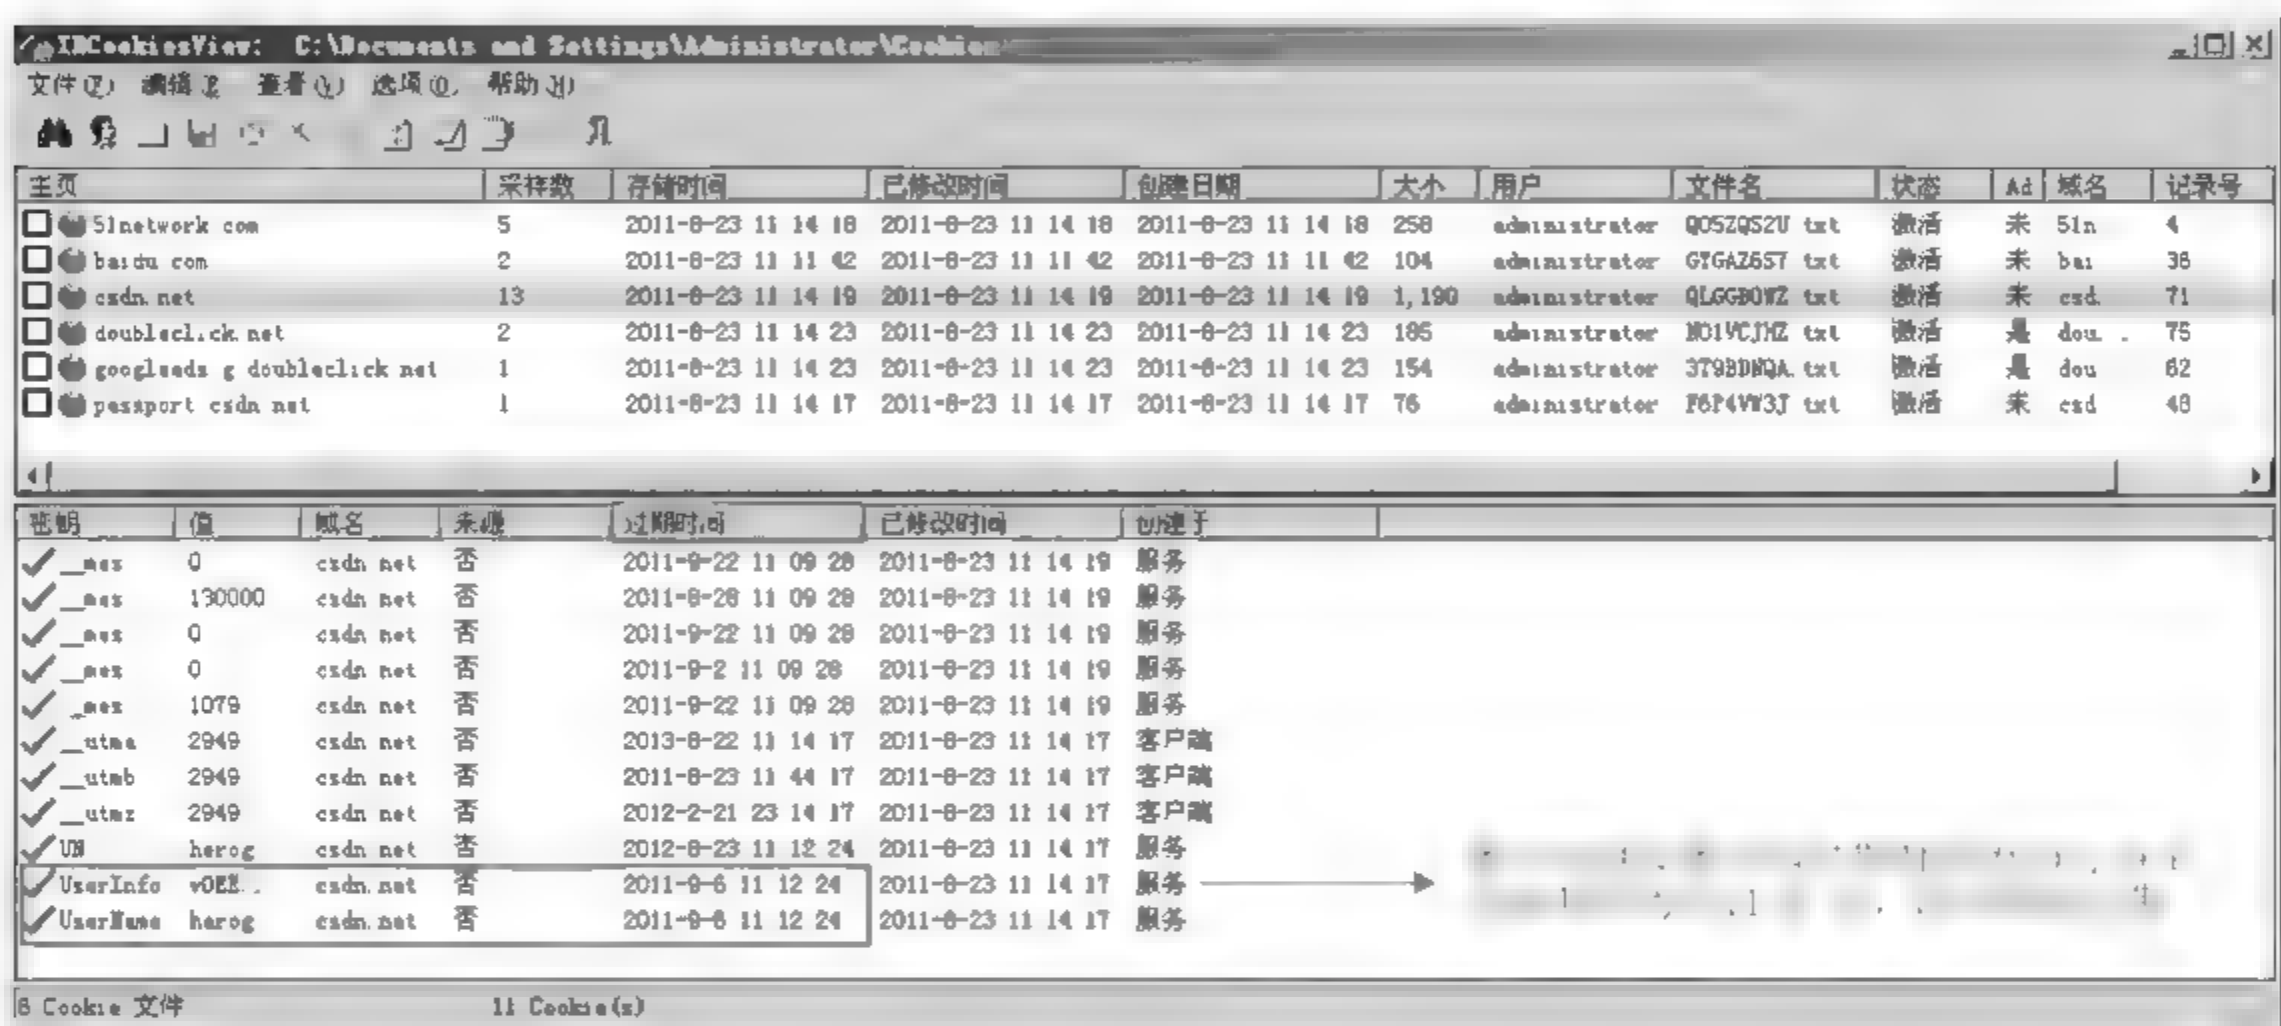 IECookiesView: C:\Documents and Settings\Administrator\Cookies
文件(F) 编辑(E) 查看(V) 选项(O) 帮助(H)
主页 采样数 存储时间 已修改时间 创建日期 大小 用户 文件名 状态 Ad 域名 记录号
51network com 5 2011-8-23 11 14 18 2011-8-23 11 14 18 2011-8-23 11 14 18 258 administrator QO5ZQS2U txt 激活 未 51n 4
baidu com 2 2011-8-23 11 11 42 2011-8-23 11 11 42 2011-8-23 11 11 42 104 administrator txt 激活 未 bai 38
csdn.net 13 2011-8-23 11 14 19 2011-8-23 11 14 19 2011-8-23 11 14 19 1,190 administrator txt 激活 未 csd. 71
doubleclick.net 2 2011-8-23 11 14 23 2011-8-23 11 14 23 2011-8-23 11 14 23 185 administrator txt 激活 是 dou. . 75
googleads g doubleclick net 1 2011-8-23 11 14 23 2011-8-23 11 14 23 2011-8-23 11 14 23 154 administrator txt 激活 是 dou 62
passport csdn net 1 2011-8-23 11 14 17 2011-8-23 11 14 17 2011-8-23 11 14 17 76 administrator txt 激活 未 csd 48
密钥 值 域名 来源 过期时间 已修改时间 创建于
__mes 0 csdn net 否 2011-9-22 11 09 28 2011-8-23 11 14 19 服务
__mes 130000 csdn net 否 2011-8-28 11 09 28 2011-8-23 11 14 19 服务
__mes 0 csdn net 否 2011-9-22 11 09 28 2011-8-23 11 14 19 服务
__mes 0 csdn net 否 2011-9-2 11 09 28 2011-8-23 11 14 19 服务
__mes 1079 csdn net 否 2011-9-22 11 09 28 2011-8-23 11 14 19 服务
__utma 2949 csdn net 否 2013-8-22 11 14 17 2011-8-23 11 14 17 客户端
__utmb 2949 csdn net 否 2011-8-23 11 44 17 2011-8-23 11 14 17 客户端
__utmz 2949 csdn net 否 2012-2-21 23 14 17 2011-8-23 11 14 17 客户端
UN herog csdn net 否 2012-8-23 11 12 24 2011-8-23 11 14 17 服务
UserInfo csdn.net 否 2011-9-6 11 12 24 2011-8-23 11 14 17 服务
UserName herog csdn.net 否 2011-9-6 11 12 24 2011-8-23 11 14 17 服务
6 Cookie 文件 11 Cookie(s)